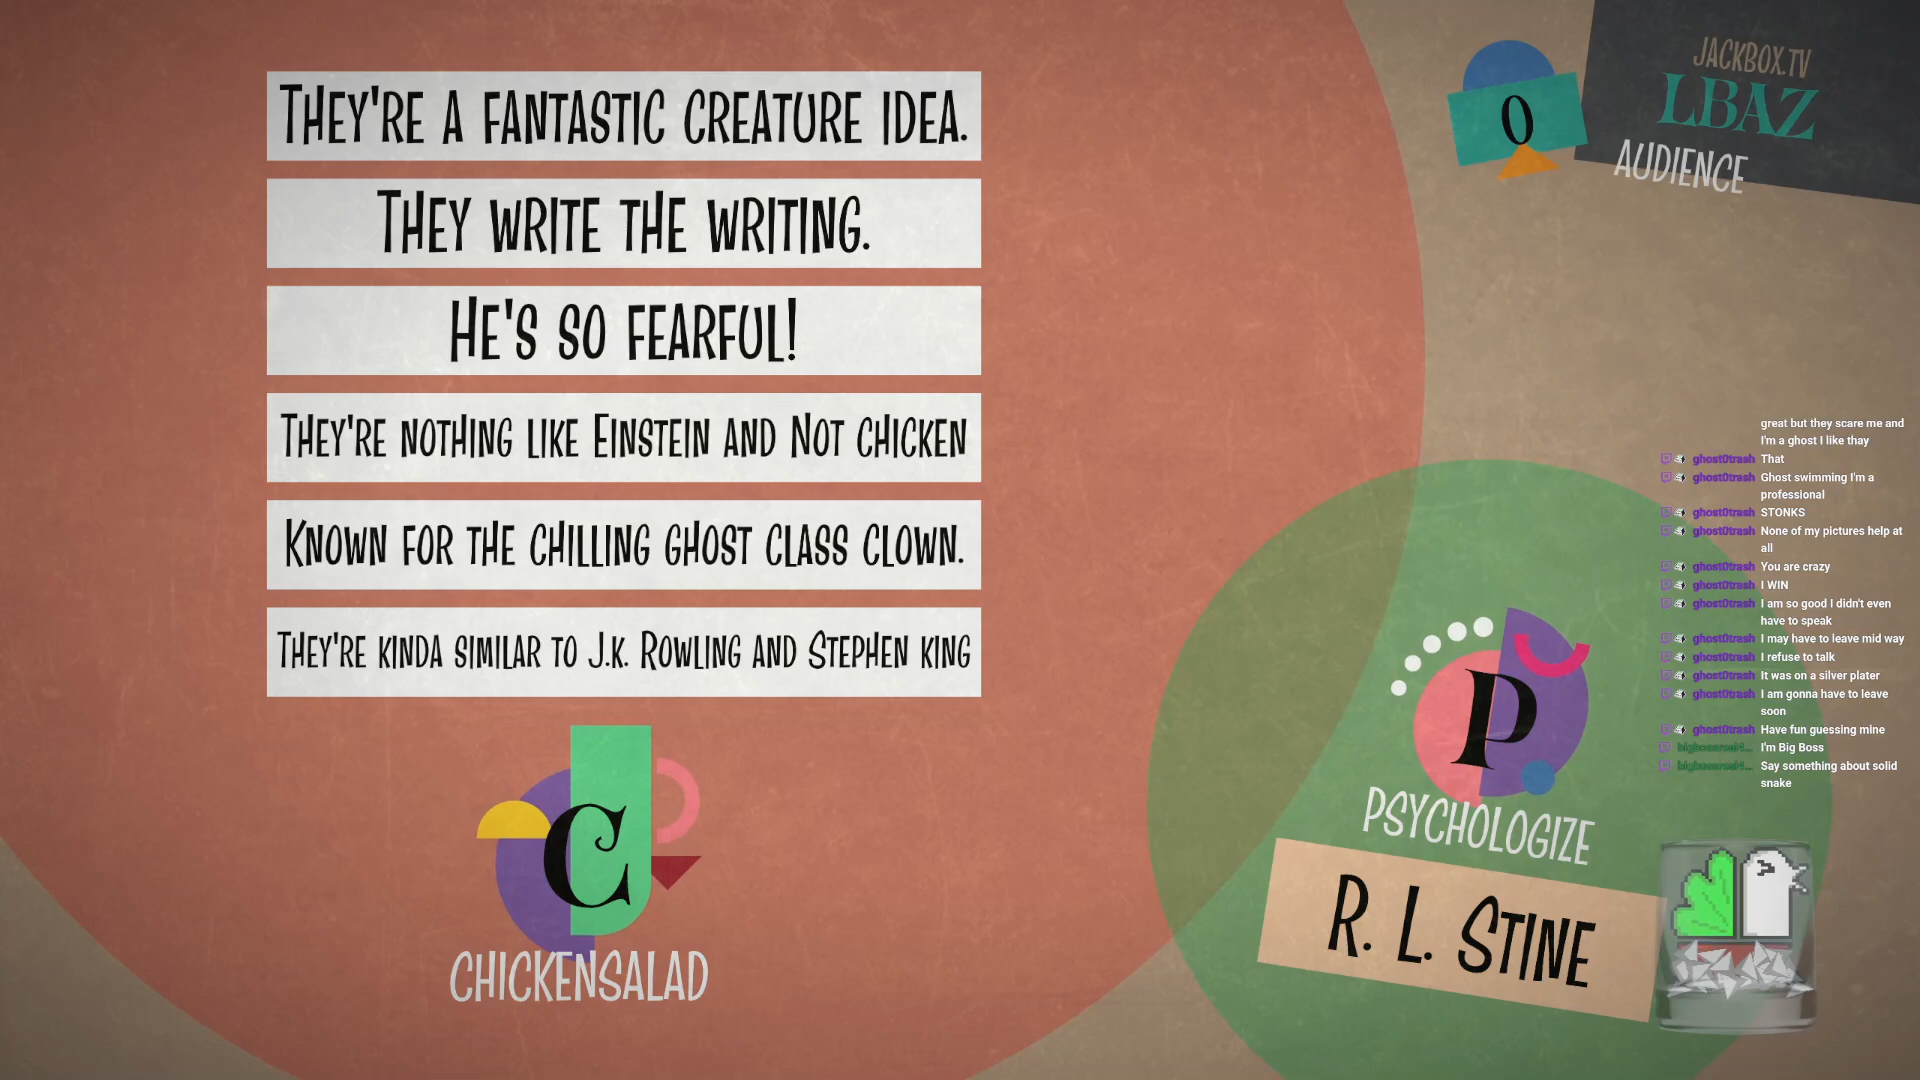 They're a fantastic creature idea.
They write the writing.
He's so fearful!
They're nothing like Einstein and Not chicken
Known for the chilling ghost class clown.
They're kinda similar to J.K. Rowling and Stephen king
C
CHICKENSALAD
0
JACKBOX.TV
LBAZ
AUDIENCE
great but they scare me and
I'm a ghost I like thay
ghost0trash That
ghost0trash Ghost swimming I'm a
professional
ghost0trash STONKS
ghost0trash None of my pictures help at
all
ghost0trash You are crazy
ghost0trash I WIN
ghost0trash I am so good I didn't even
have to speak
ghost0trash I may have to leave mid way
ghost0trash I refuse to talk
ghost0trash It was on a silver plater
ghost0trash I am gonna have to leave
soon
ghost0trash Have fun guessing mine
I'm Big Boss
Say something about solid
snake
P
PSYCHOLOGIZE
R. L. Stine